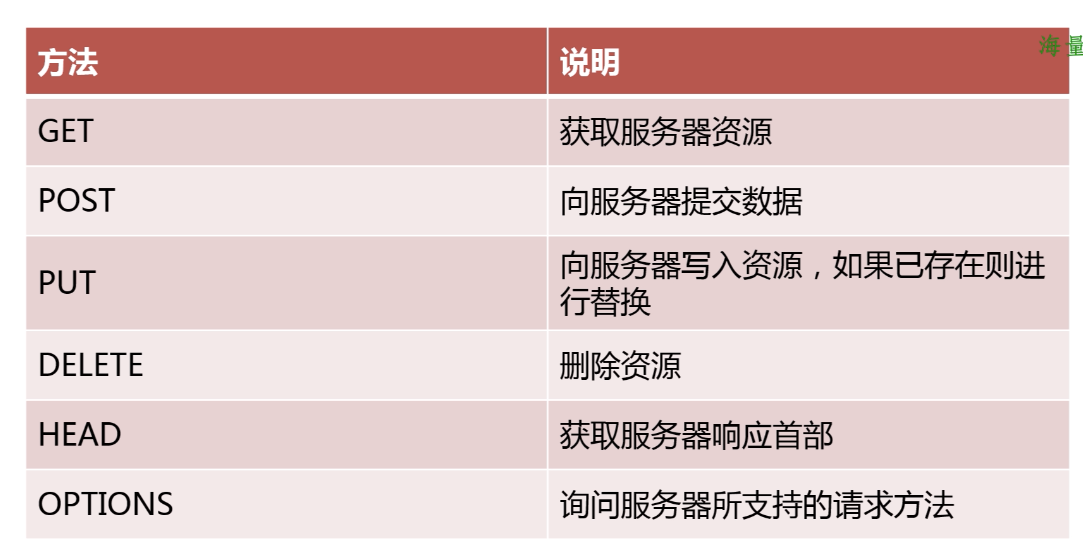 方法 说明
海量
GET 获取服务器资源
POST 向服务器提交数据
PUT 向服务器写入资源，如果已存在则进
行替换
DELETE 删除资源
HEAD 获取服务器响应首部
OPTIONS 询问服务器所支持的请求方法